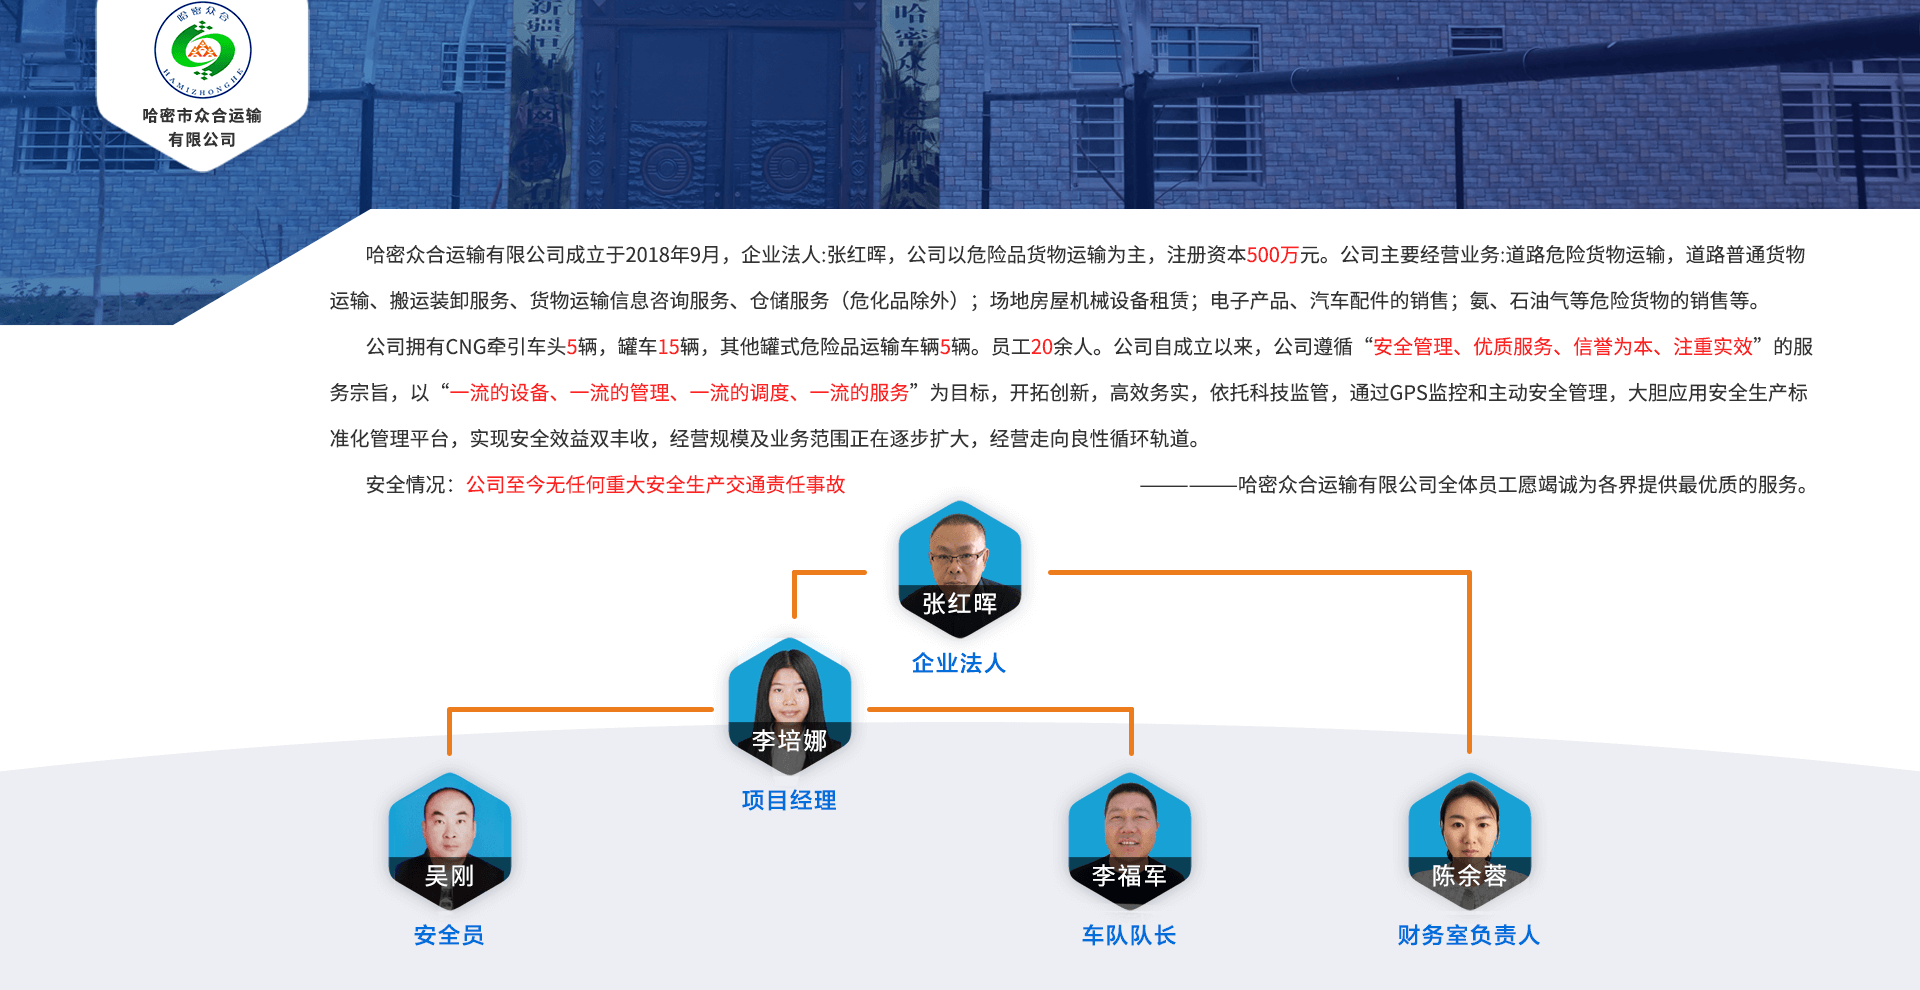 哈密众合
HAMIZHONGHE
哈密市众合运输
有限公司
哈密众合运输有限公司成立于2018年9月，企业法人:张红晖，公司以危险品货物运输为主，注册资本500万元。公司主要经营业务:道路危险货物运输，道路普通货物
运输、搬运装卸服务、货物运输信息咨询服务、仓储服务（危化品除外）；场地房屋机械设备租赁；电子产品、汽车配件的销售；氨、石油气等危险货物的销售等。
公司拥有CNG牵引车头5辆，罐车15辆，其他罐式危险品运输车辆5辆。员工20余人。公司自成立以来，公司遵循“安全管理、优质服务、信誉为本、注重实效”的服
务宗旨，以“一流的设备、一流的管理、一流的调度、一流的服务”为目标，开拓创新，高效务实，依托科技监管，通过GPS监控和主动安全管理，大胆应用安全生产标
准化管理平台，实现安全效益双丰收，经营规模及业务范围正在逐步扩大，经营走向良性循环轨道。
安全情况：公司至今无任何重大安全生产交通责任事故
————哈密众合运输有限公司全体员工愿竭诚为各界提供最优质的服务。
张红晖
企业法人
李培娜
项目经理
吴刚
安全员
李福军
车队队长
陈余蓉
财务室负责人